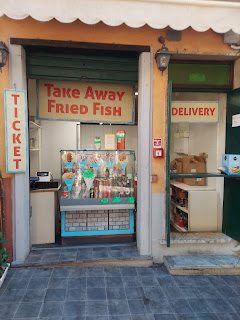 Take Away
Fried Fish
DELIVERY
TICKET